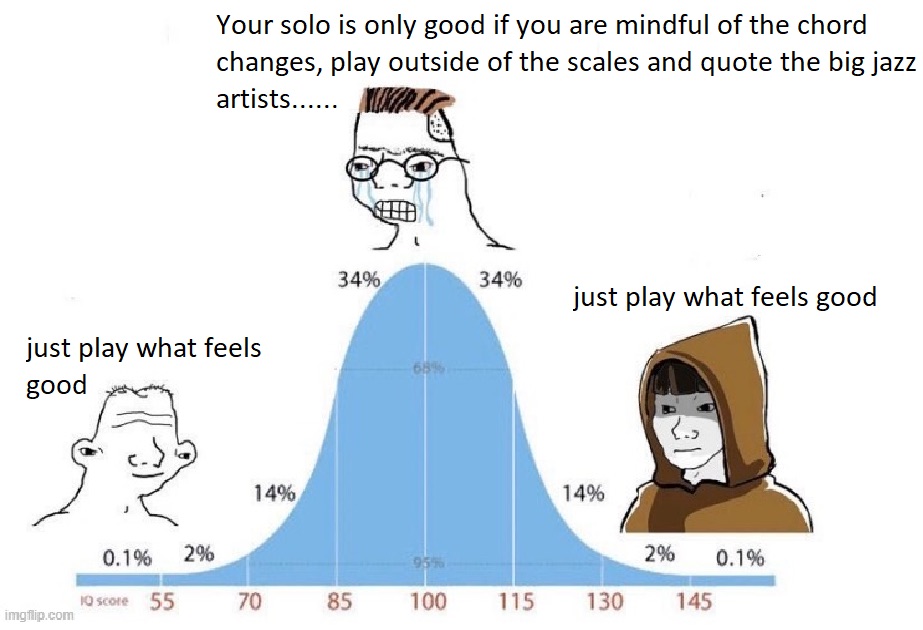 Your solo is only good if you are mindful of the chord
changes, play outside of the scales and quote the big jazz
artists......
34% 34%
just play what feels good
just play what feels
good
68%
14% 14%
0.1% 2% 95% 2% 0.1%
IQ score 55 70 85 100 115 130 145
imgflip.com